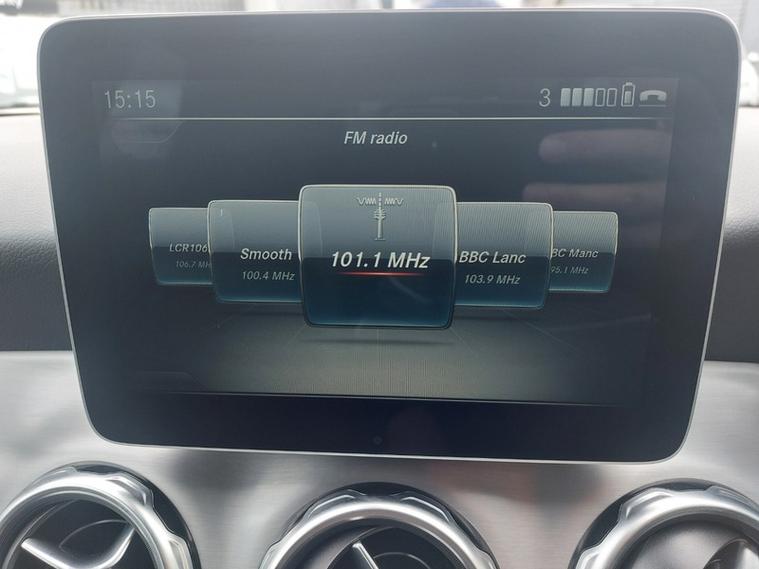 15:15
3
FM radio
LCR106
106.7 MH
Smooth
100.4 MHz
101.1 MHz
BBC Lanc
103.9 MHz
BC Manc
95.1 MHz